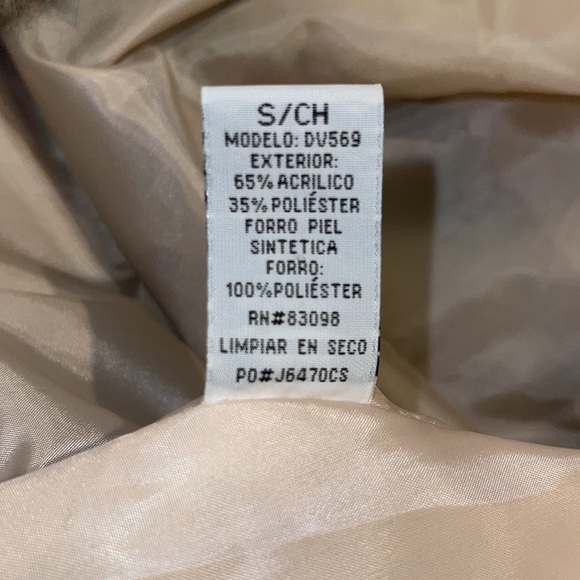 S/CH
MODELO: DV569
EXTERIOR:
65% ACRILICO
35% POLIÉSTER
FORRO PIEL
SINTETICA
FORRO:
100%POLIÉSTER
RN#83098
LIMPIAR EN SECO
PO#J6470CS